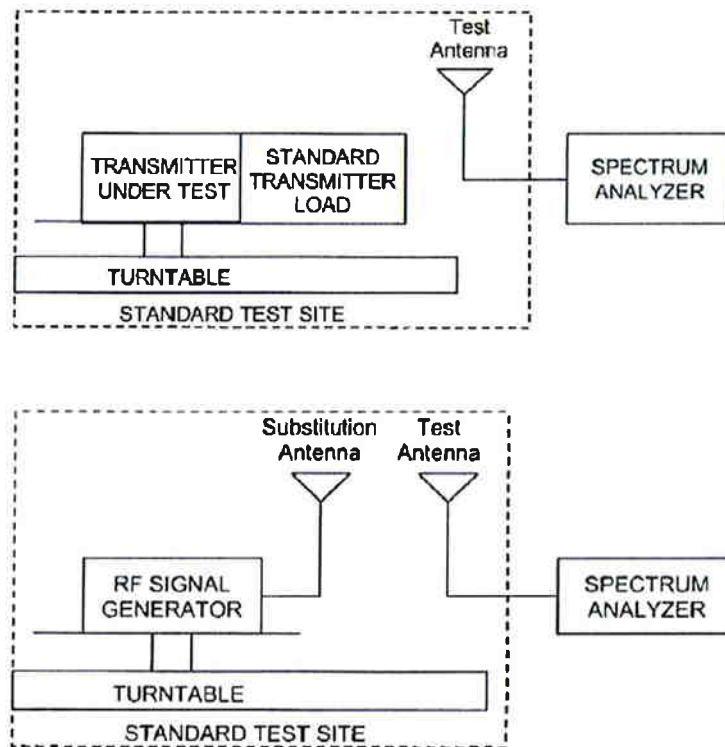 Test
Antenna
TRANSMITTER
UNDER TEST
STANDARD
TRANSMITTER
LOAD
SPECTRUM
ANALYZER
TURNTABLE
STANDARD TEST SITE
Substitution
Antenna
Test
Antenna
RF SIGNAL
GENERATOR
SPECTRUM
ANALYZER
TURNTABLE
STANDARD TEST SITE